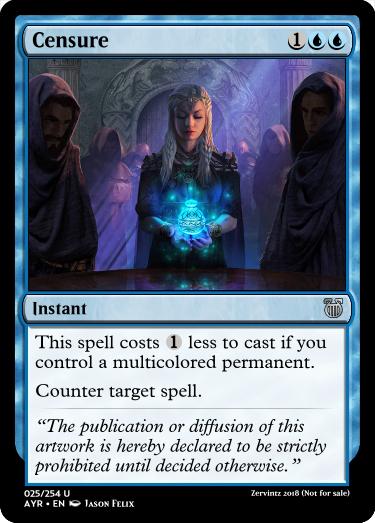 Censure 1
Instant
This spell costs 1 less to cast if you
control a multicolored permanent.
Counter target spell.
“The publication or diffusion of this
artwork is hereby declared to be strictly
prohibited until decided otherwise.”
025/254 U
Zervintz 2018 (Not for sale)
AYR • EN Jason Felix